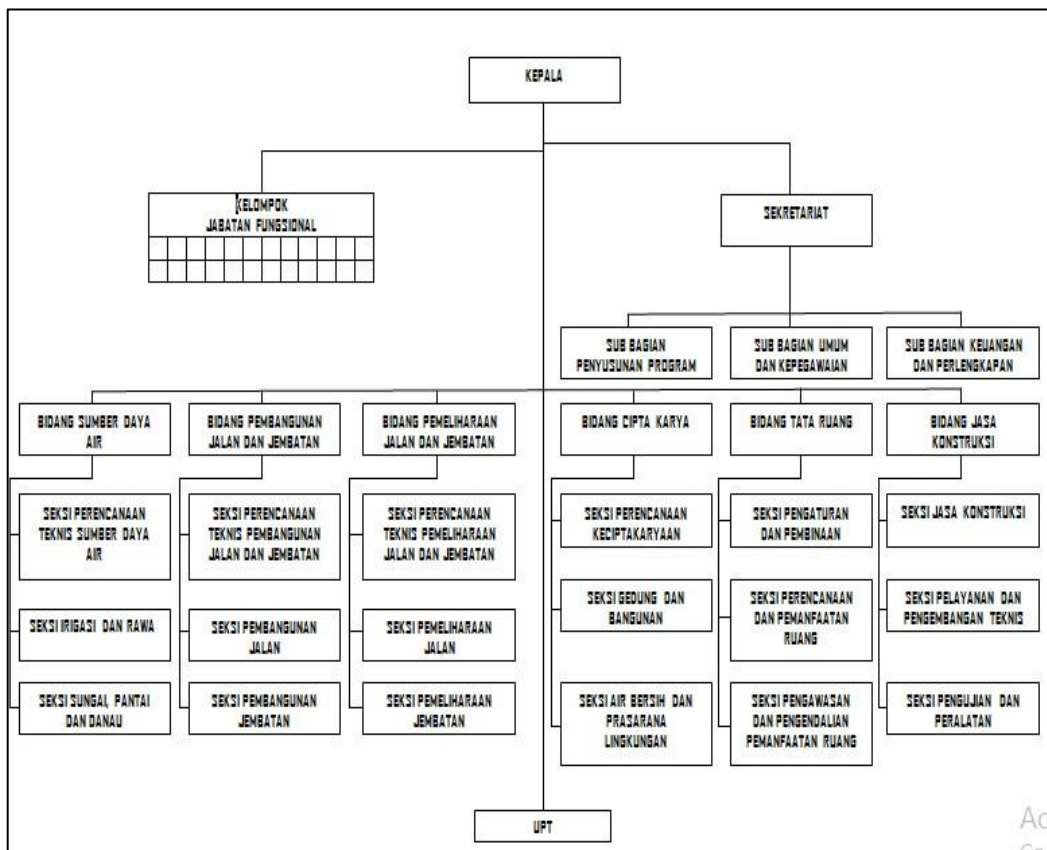 KEPALA
KELOMPOK
JABATAN FUNGSIONAL
SEKRETARIAT
SUB BAGIAN
PENYUSUNAN PROGRAM
SUB BAGIAN UMUM
DAN KEPEGAWAIAN
SUB BAGIAN KEUANGAN
DAN PERLENGKAPAN
BIDANG SUMBER DAYA
AIR
BIDANG PEMBANGUNAN
JALAN DAN JEMBATAN
BIDANG PEMELIHARAAN
JALAN DAN JEMBATAN
BIDANG CIPTA KARYA
BIDANG TATA RUANG
BIDANG JASA
KONSTRUKSI
SEKSI PERENCANAAN
TEKNIS SUMBER DAYA
AIR
SEKSI PERENCANAAN
TEKNIS PEMBANGUNAN
JALAN DAN JEMBATAN
SEKSI PERENCANAAN
TEKNIS PEMELIHARAAN
JALAN DAN JEMBATAN
SEKSI PERENCANAAN
KECIPTAKARYAAN
SEKSI PENGATURAN
DAN PEMBINAAN
SEKSI JASA KONSTRUKSI
SEKSI IRIGASI DAN RAWA
SEKSI PEMBANGUNAN
JALAN
SEKSI PEMELIHARAAN
JALAN
SEKSI GEDUNG DAN
BANGUNAN
SEKSI PERENCANAAN
DAN PEMANFAATAN
RUANG
SEKSI PELAYANAN DAN
PENGEMBANGAN TEKNIS
SEKSI SUNGAI, PANTAI
DAN DANAU
SEKSI PEMBANGUNAN
JEMBATAN
SEKSI PEMELIHARAAN
JEMBATAN
SEKSI AIR BERSIH DAN
PRASARANA
LINGKUNGAN
SEKSI PENGAWASAN
DAN PENGENDALIAN
PEMANFAATAN RUANG
SEKSI PENGUJIAN DAN
PERALATAN
UPT